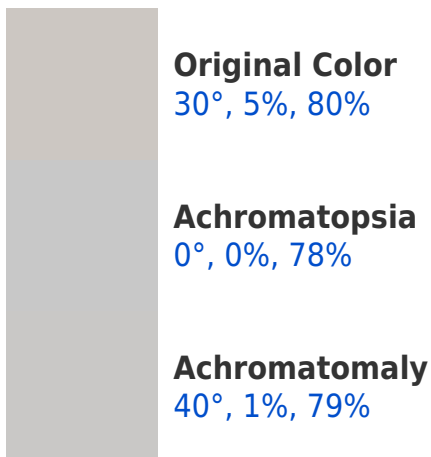 Original Color
30°, 5%, 80%
Achromatopsia
0°, 0%, 78%
Achromatomaly
40°, 1%, 79%